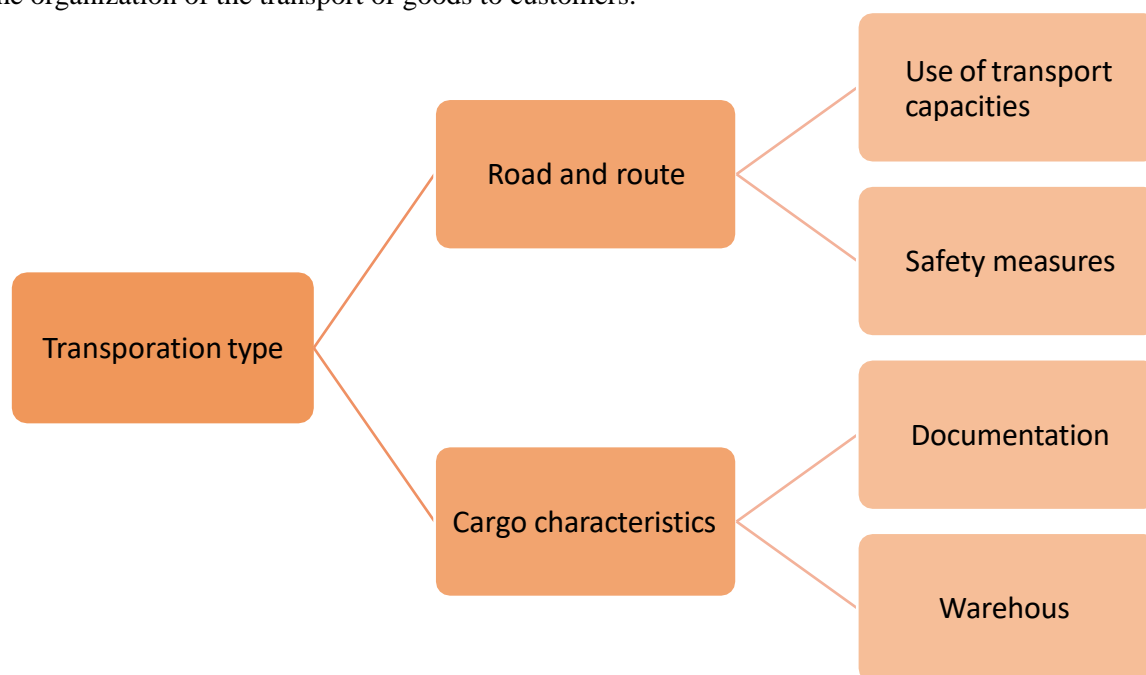 the organization of the transport of goods to customers.
Use of transport
capacities
Road and route
Safety measures
Transporation type
Documentation
Cargo characteristics
Warehous